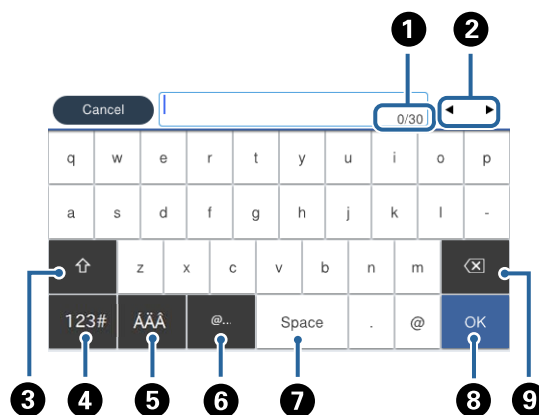 1 2
Cancel 0/30 ◀ ▶
q w e r t y u i o p
a s d f g h j k l -
z x c v b n m
123# ÁÄÂ @... Space . @ OK
3 4 5 6 7 8 9